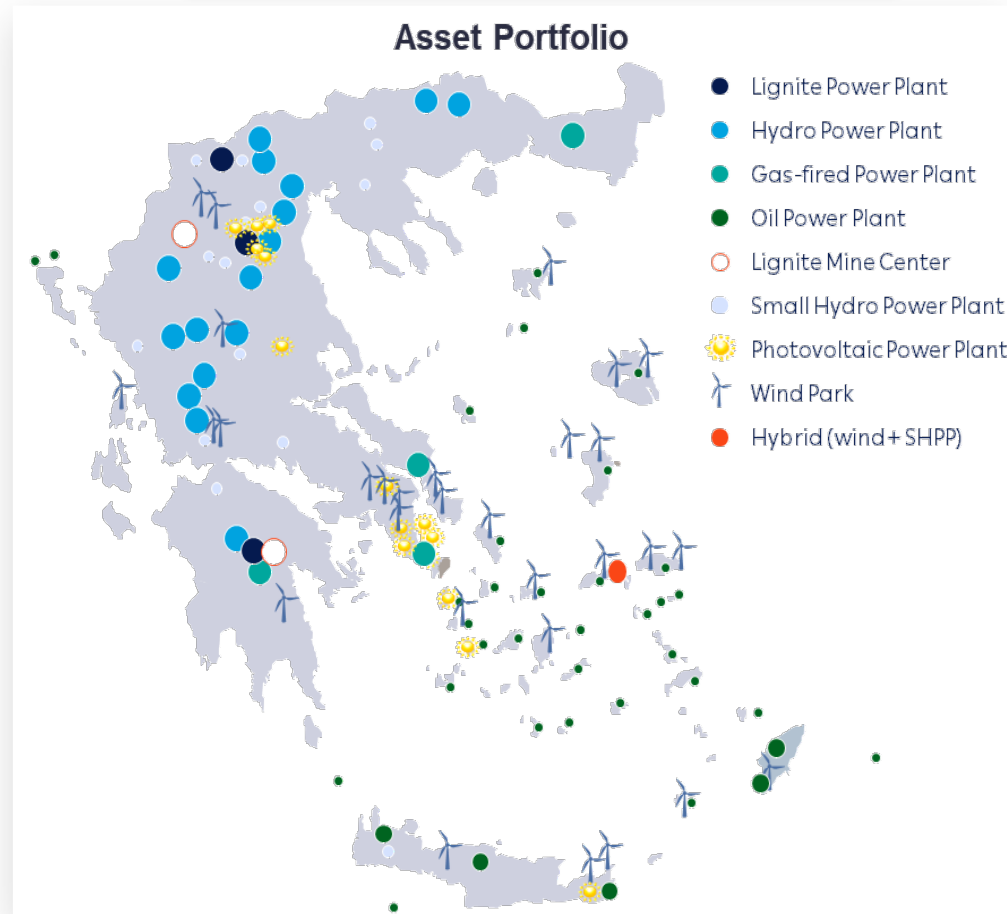 Asset Portfolio
Lignite Power Plant
Hydro Power Plant
Gas-fired Power Plant
Oil Power Plant
Lignite Mine Center
Small Hydro Power Plant
Photovoltaic Power Plant
Wind Park
Hybrid (wind+ SHPP)